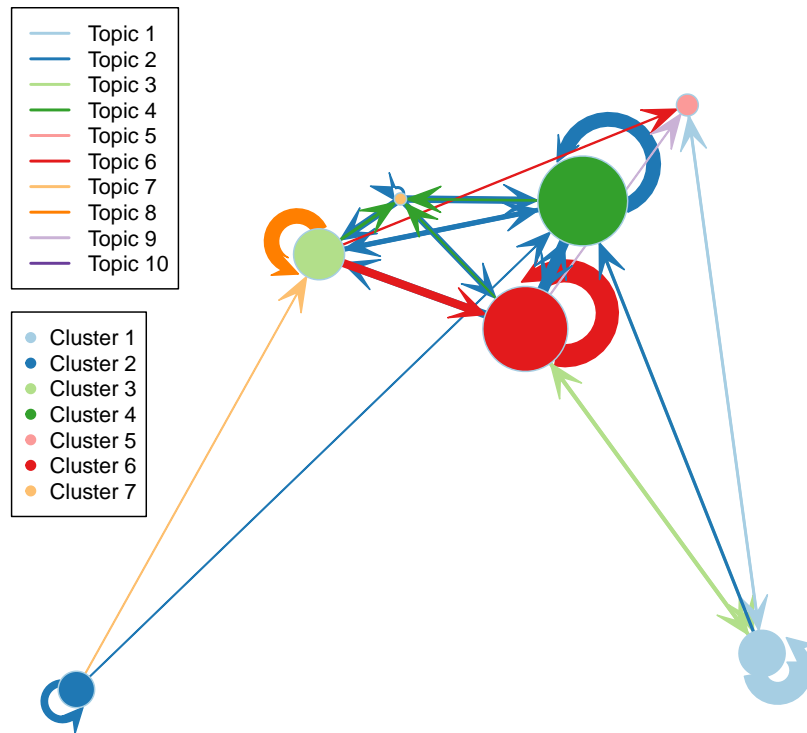 Topic 1
Topic 2
Topic 3
Topic 4
Topic 5
Topic 6
Topic 7
Topic 8
Topic 9
Topic 10
Cluster 1
Cluster 2
Cluster 3
Cluster 4
Cluster 5
Cluster 6
Cluster 7